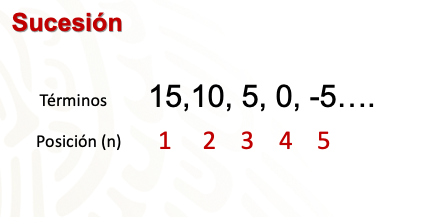 Sucesión
Términos 15,10, 5, 0, -5….
Posición (n) 1 2 3 4 5